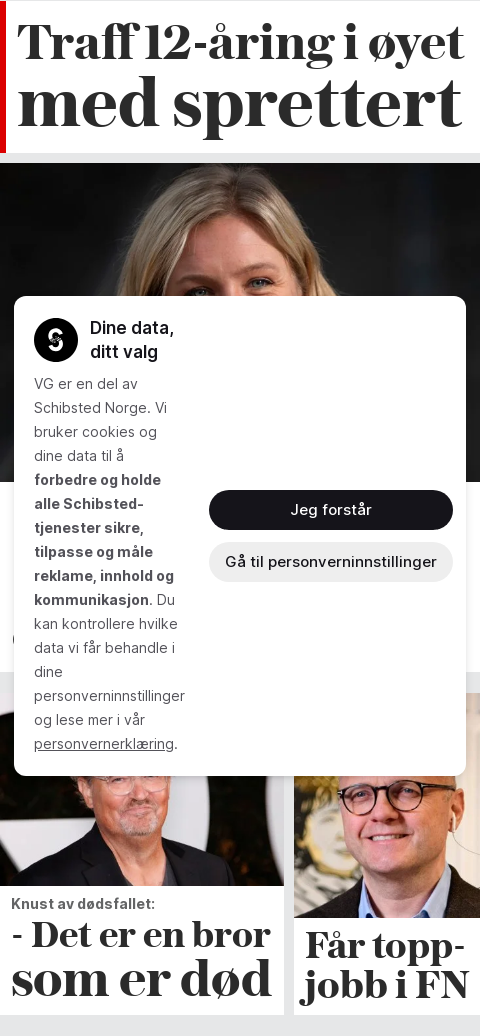 Traff 12-åring i øyet
med sprettert
Dine data,
ditt valg
VG er en del av
Schibsted Norge. Vi
bruker cookies og
dine data til å
forbedre og holde
alle Schibsted-
tjenester sikre,
tilpasse og måle
reklame, innhold og
kommunikasjon. Du
kan kontrollere hvilke
data vi får behandle i
dine
personverninnstillinger
og lese mer i vår
personvernerklæring.
Jeg forstår
Gå til personverninnstillinger
Knust av dødsfallet:
- Det er en bror
som er død
Får topp-
jobb i FN